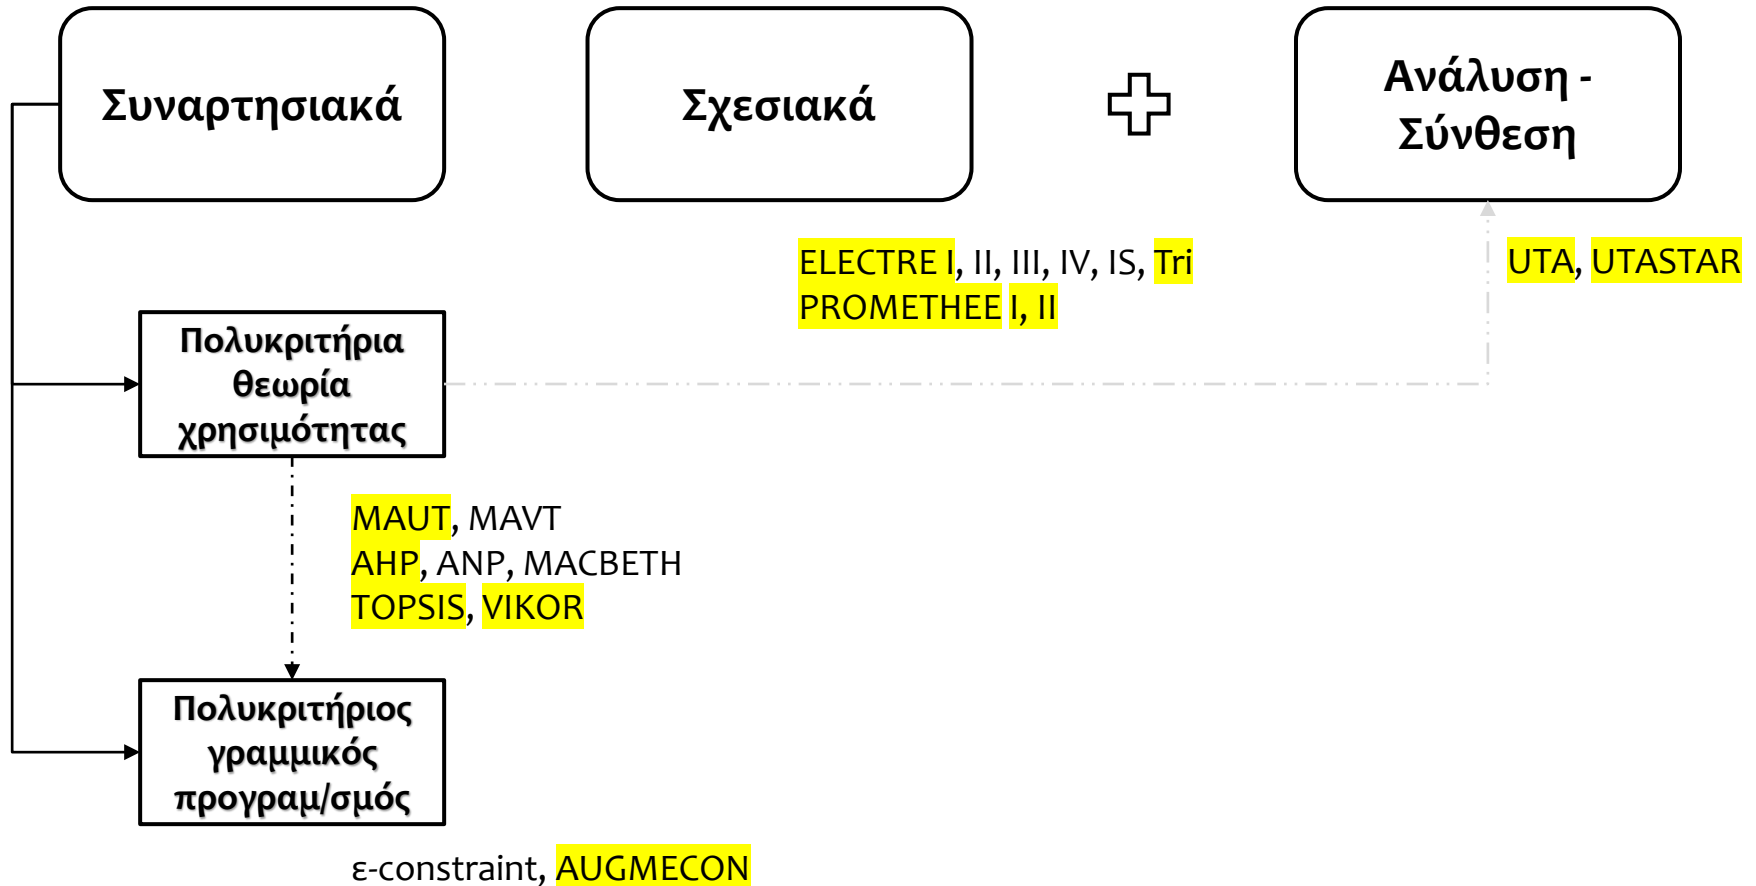 Συναρτησιακά
Σχεσιακά
Ανάλυση -
Σύνθεση
ELECTRE I, II, III, IV, IS, Tri
PROMETHEE I, II
UTA, UTASTAR
Πολυκριτήρια
θεωρία
χρησιμότητας
MAUT, MAVT
AHP, ANP, MACBETH
TOPSIS, VIKOR
Πολυκριτήριος
γραμμικός
προγραμ/σμός
ε-constraint, AUGMECON